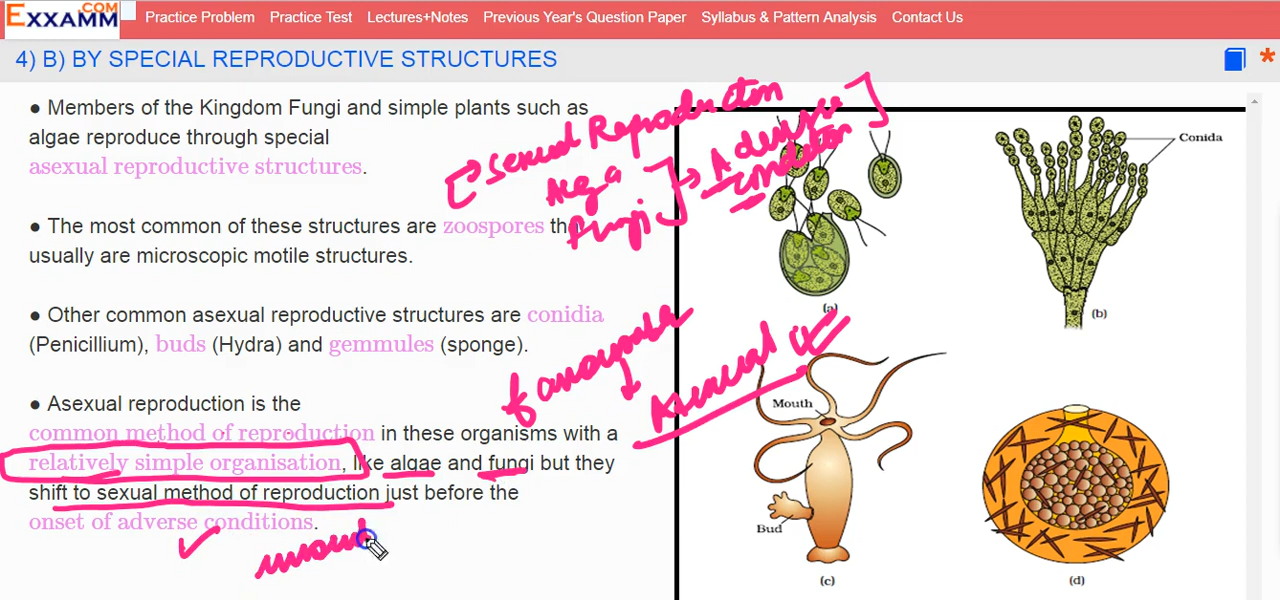 EXXAMM
.COM
Practice Problem Practice Test Lectures+Notes Previous Year's Question Paper Syllabus & Pattern Analysis Contact Us
4) B) BY SPECIAL REPRODUCTIVE STRUCTURES
● Members of the Kingdom Fungi and simple plants such as
algae reproduce through special
asexual reproductive structures.
● The most common of these structures are zoospores
usually are microscopic motile structures.
● Other common asexual reproductive structures are conidia
(Penicillium), buds (Hydra) and gemmules (sponge).
● Asexual reproduction is the
common method of reproduction in these organisms with a
relatively simple organisation, like algae and fungi but they
shift to sexual method of reproduction just before the
onset of adverse conditions.
Sexual Reproduction
Fungi
Conida
(a)
(b)
Mouth
Bud
(c)
(d)